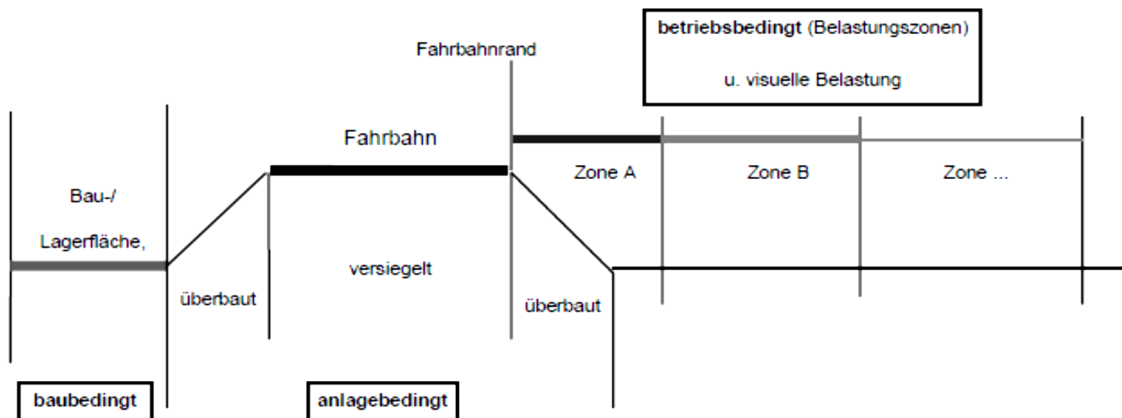 betriebsbedingt (Belastungszonen)
u. visuelle Belastung
Fahrbahnrand
Fahrbahn
Zone A
Zone B
Zone ...
Bau-/
Lagerfläche,
versiegelt
überbaut
überbaut
baubedingt
anlagebedingt